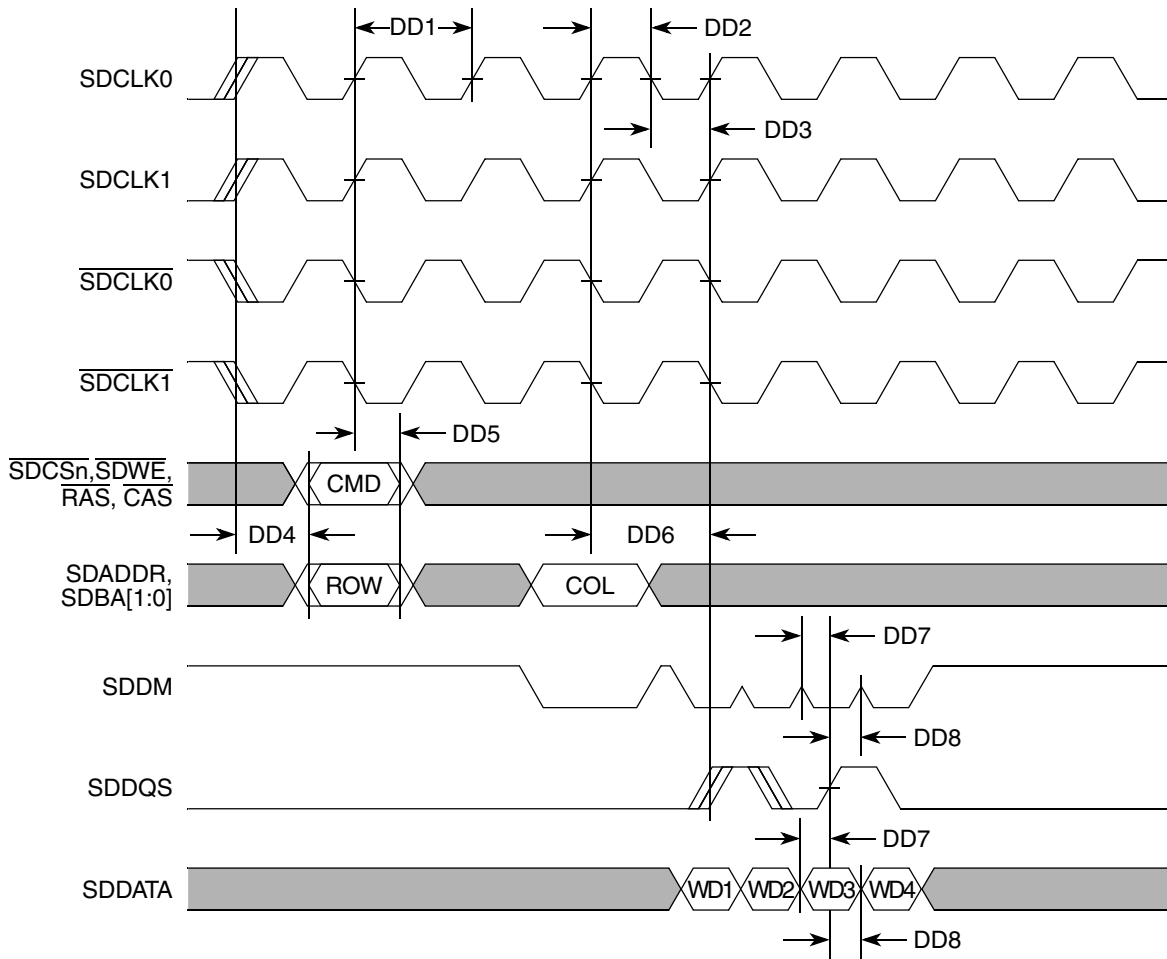 DD1
DD2
SDCLK0
DD3
SDCLK1
SDCLK0
SDCLK1
DD5
SDCSn,SDWE,
RAS, CAS
CMD
DD4
DD6
SDADDR,
SDBA[1:0]
ROW
COL
DD7
SDDM
DD8
SDDQS
DD7
SDDATA
WD1
WD2
WD3
WD4
DD8